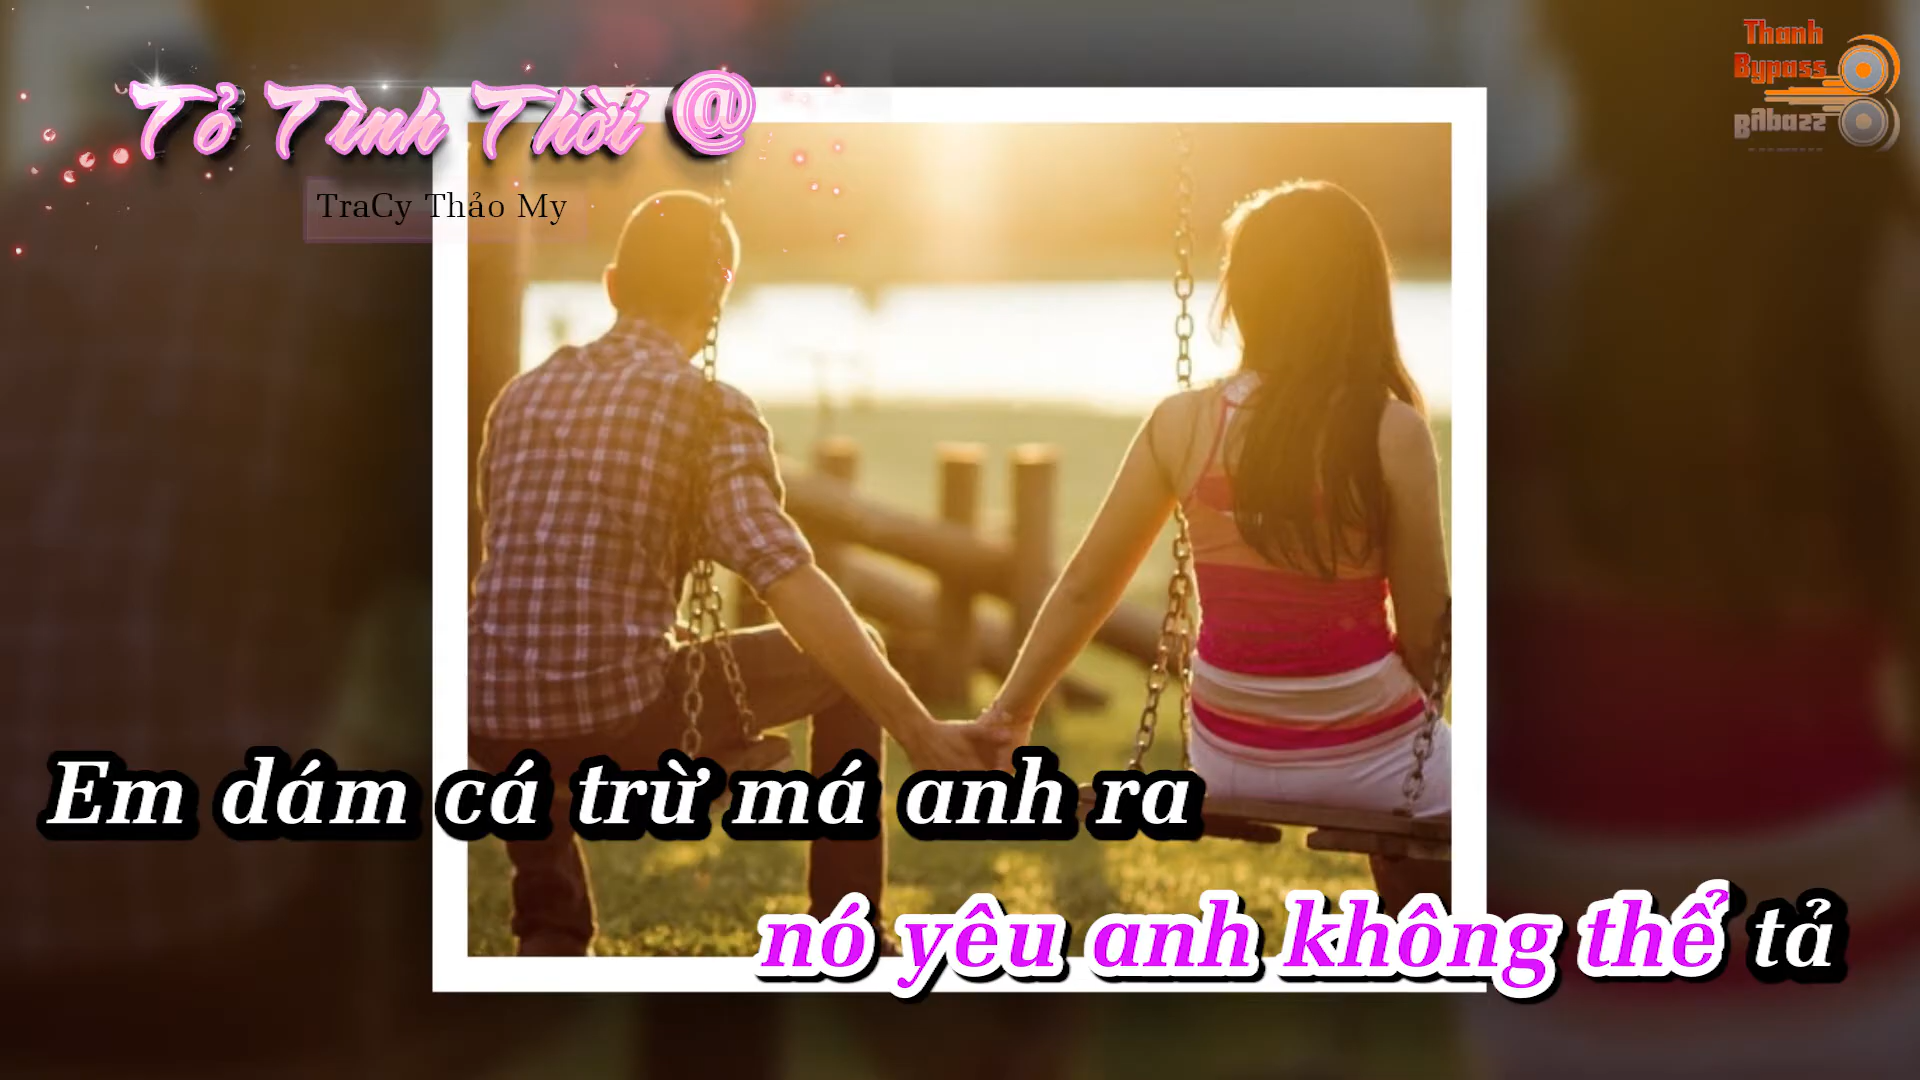 Tỏ Tình Thời @
TraCy Thảo My
Thanh
Bypass
Em dám cá trừ má anh ra
nó yêu anh không thể tả